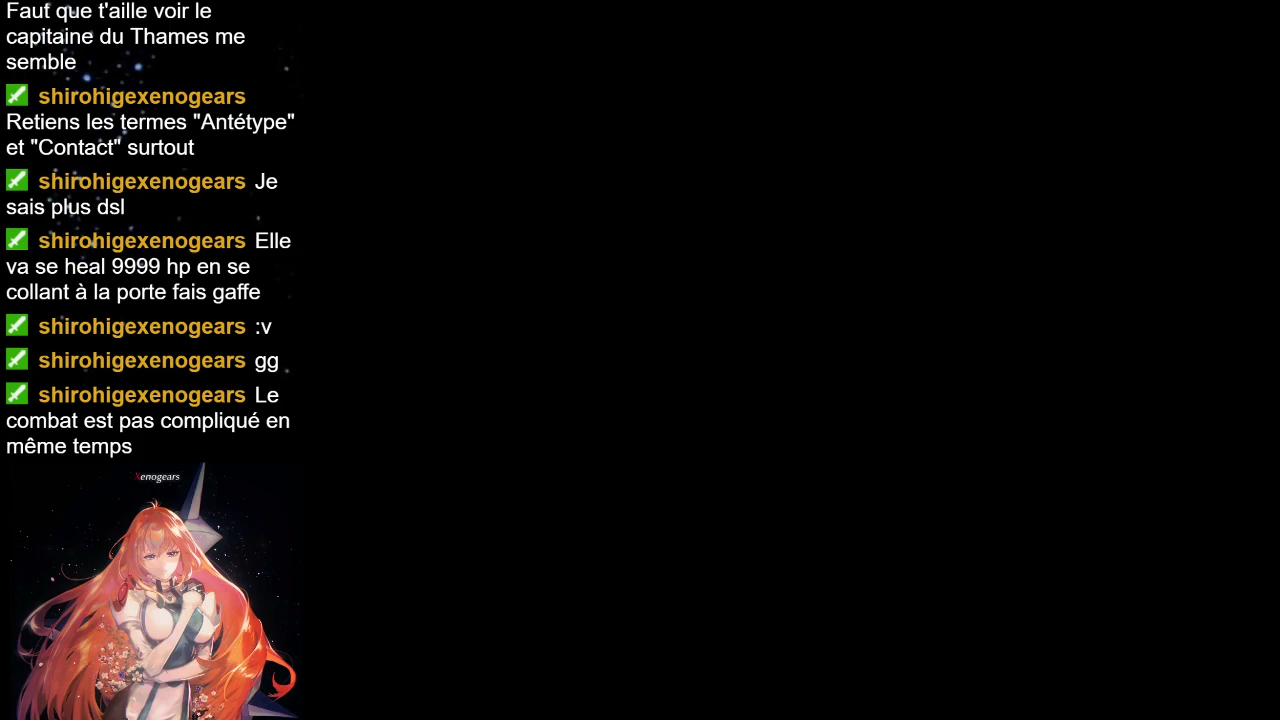 Faut que t'aille voir le
capitaine du Thames me
semble
shirohigexenogears
Retiens les termes "Antétype"
et "Contact" surtout
shirohigexenogears Je
sais plus dsl
shirohigexenogears Elle
va se heal 9999 hp en se
collant à la porte fais gaffe
shirohigexenogears :v
shirohigexenogears gg
shirohigexenogears Le
combat est pas compliqué en
même temps
Xenogears